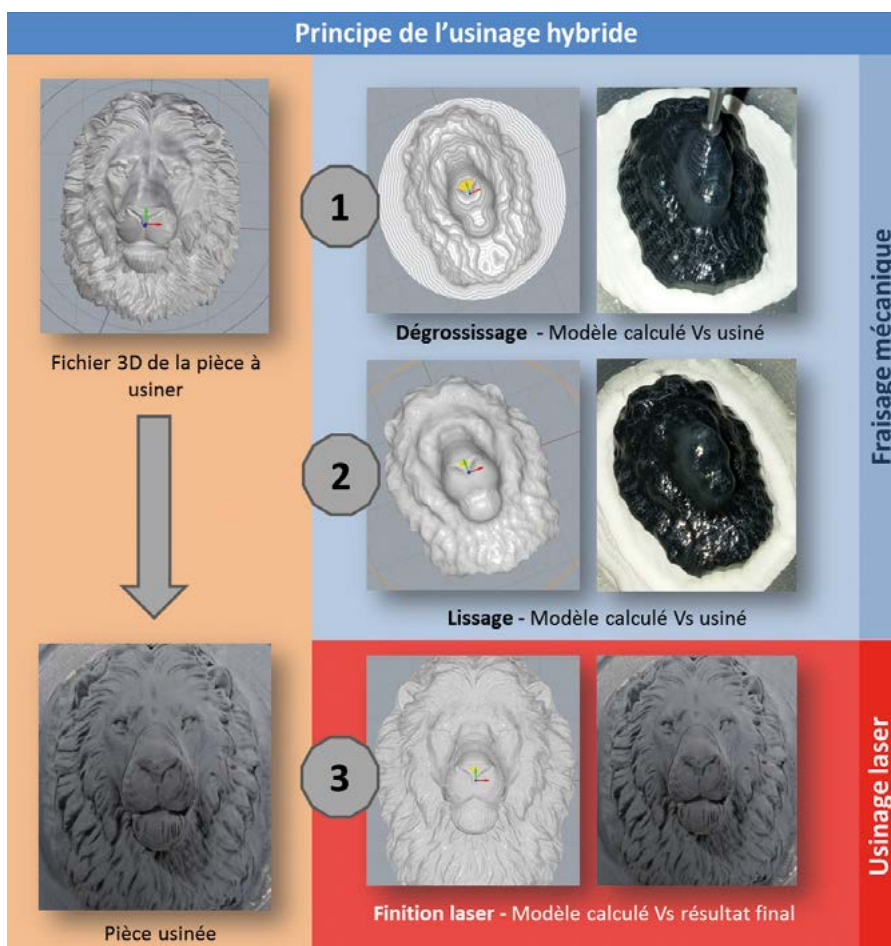 Principe de l'usinage hybride
Fichier 3D de la pièce à
usiner
Pièce usinée
1
Dégrossissage - Modèle calculé Vs usiné
2
Lissage - Modèle calculé Vs usiné
Fraisage mécanique
3
Finition laser - Modèle calculé Vs résultat final
Usinage laser